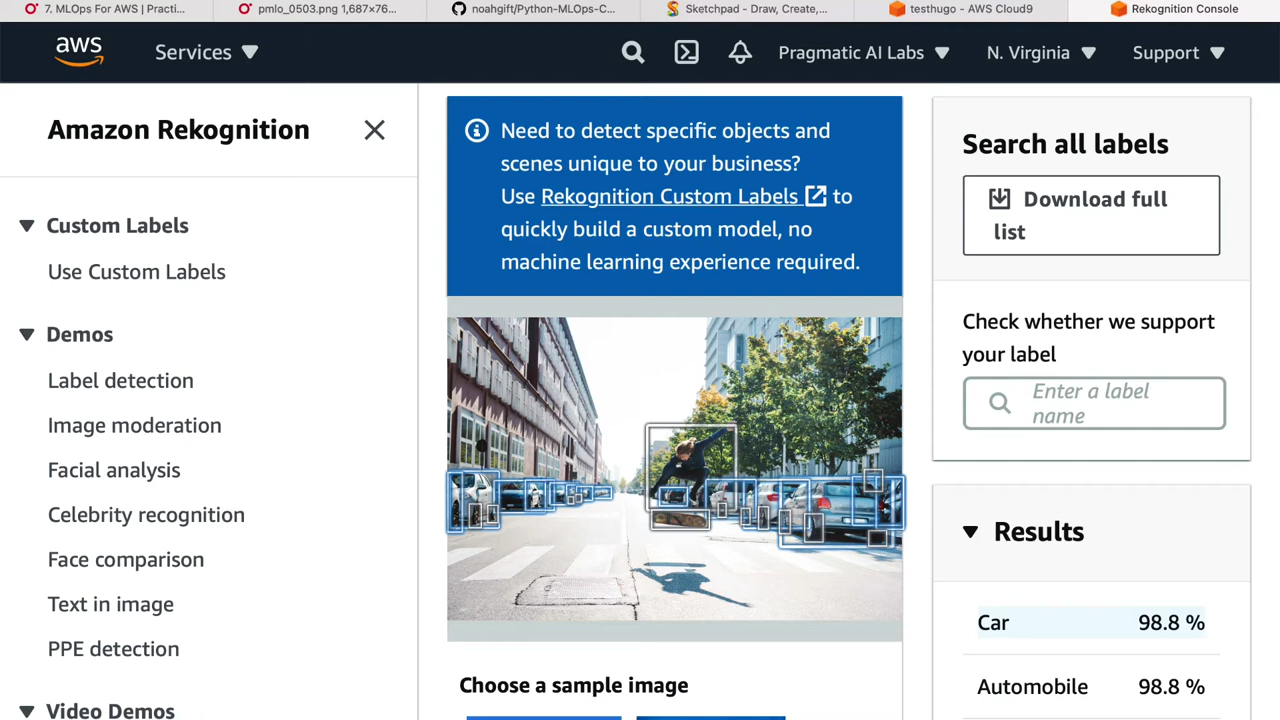 7. MLOps For AWS | Practi...
pmlo_0503.png 1,687×76...
noahgift/Python-MLOps-C...
Sketchpad - Draw, Create,...
testhugo - AWS Cloud9
Rekognition Console
aws
Services
Pragmatic AI Labs
N. Virginia
Support
Amazon Rekognition
Custom Labels
Use Custom Labels
Demos
Label detection
Image moderation
Facial analysis
Celebrity recognition
Face comparison
Text in image
PPE detection
Video Demos
Need to detect specific objects and
scenes unique to your business?
Use Rekognition Custom Labels to
quickly build a custom model, no
machine learning experience required.
Choose a sample image
Search all labels
Download full
list
Check whether we support
your label
Enter a label
name
Results
Car 98.8 %
Automobile 98.8 %